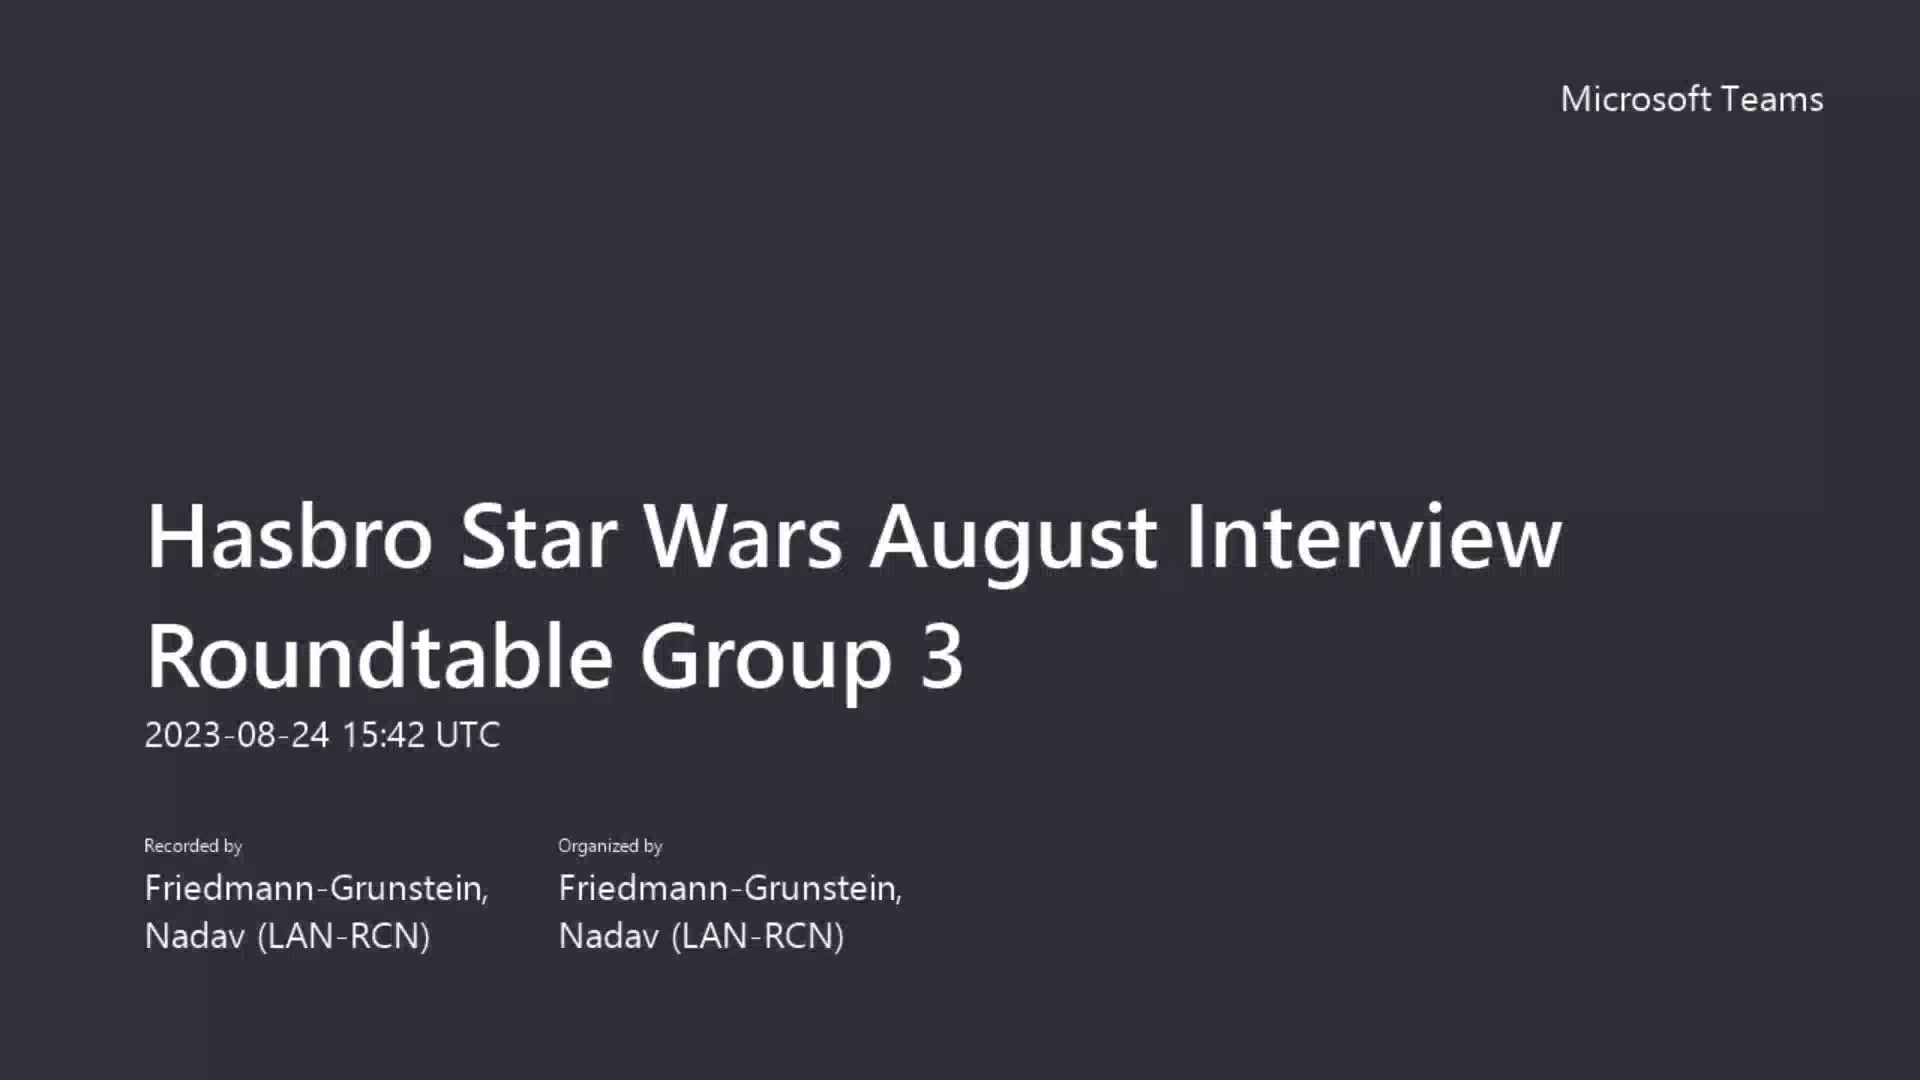 Microsoft Teams
Hasbro Star Wars August Interview
Roundtable Group 3
2023-08-24 15:42 UTC
Recorded by
Friedmann-Grunstein,
Nadav (LAN-RCN)
Organized by
Friedmann-Grunstein,
Nadav (LAN-RCN)